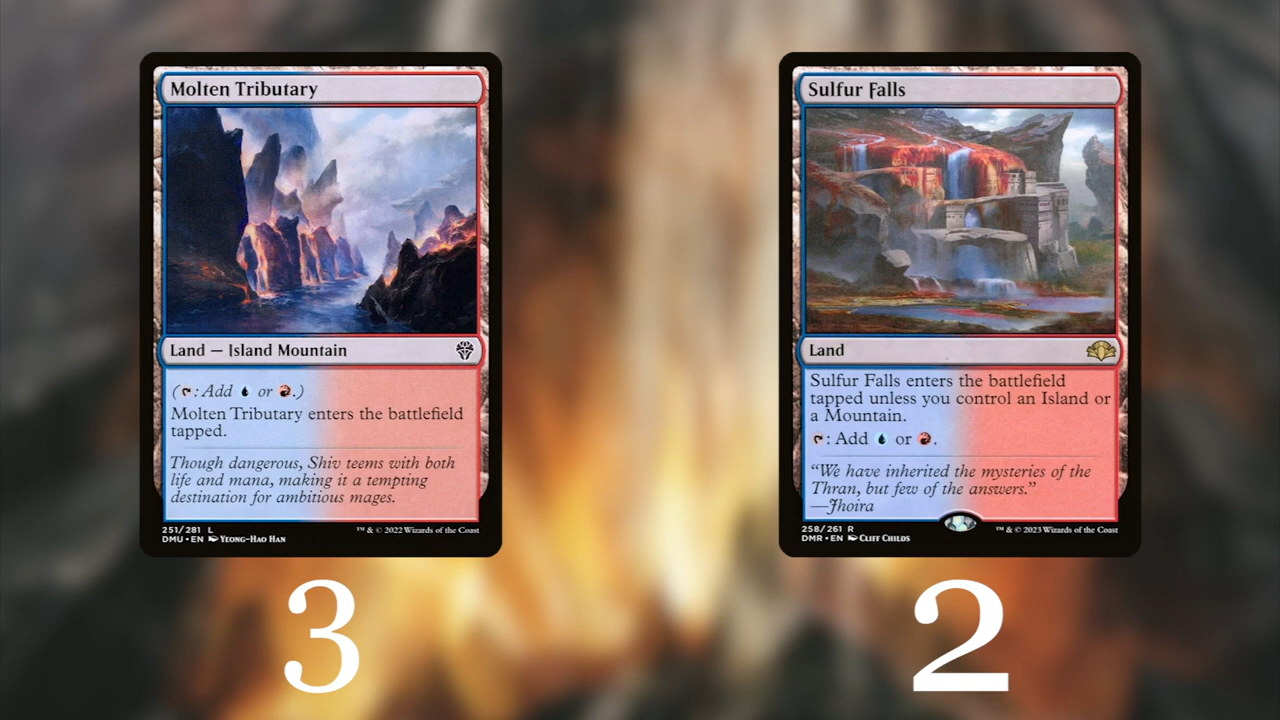 Molten Tributary
Land — Island Mountain
(: Add or .)
Molten Tributary enters the battlefield
tapped.
Though dangerous, Shiv teems with both
life and mana, making it a tempting
destination for ambitious mages.
251/281 L
DMU • EN Yeong-Hao Han
™ & © 2022 Wizards of the Coast
3
Sulfur Falls
Land
Sulfur Falls enters the battlefield
tapped unless you control an Island or
a Mountain.
: Add or .
“We have inherited the mysteries of the
Thran, but few of the answers.”
—Jhoira
258/261 R
DMR • EN Cliff Childs
™ & © 2023 Wizards of the Coast
2